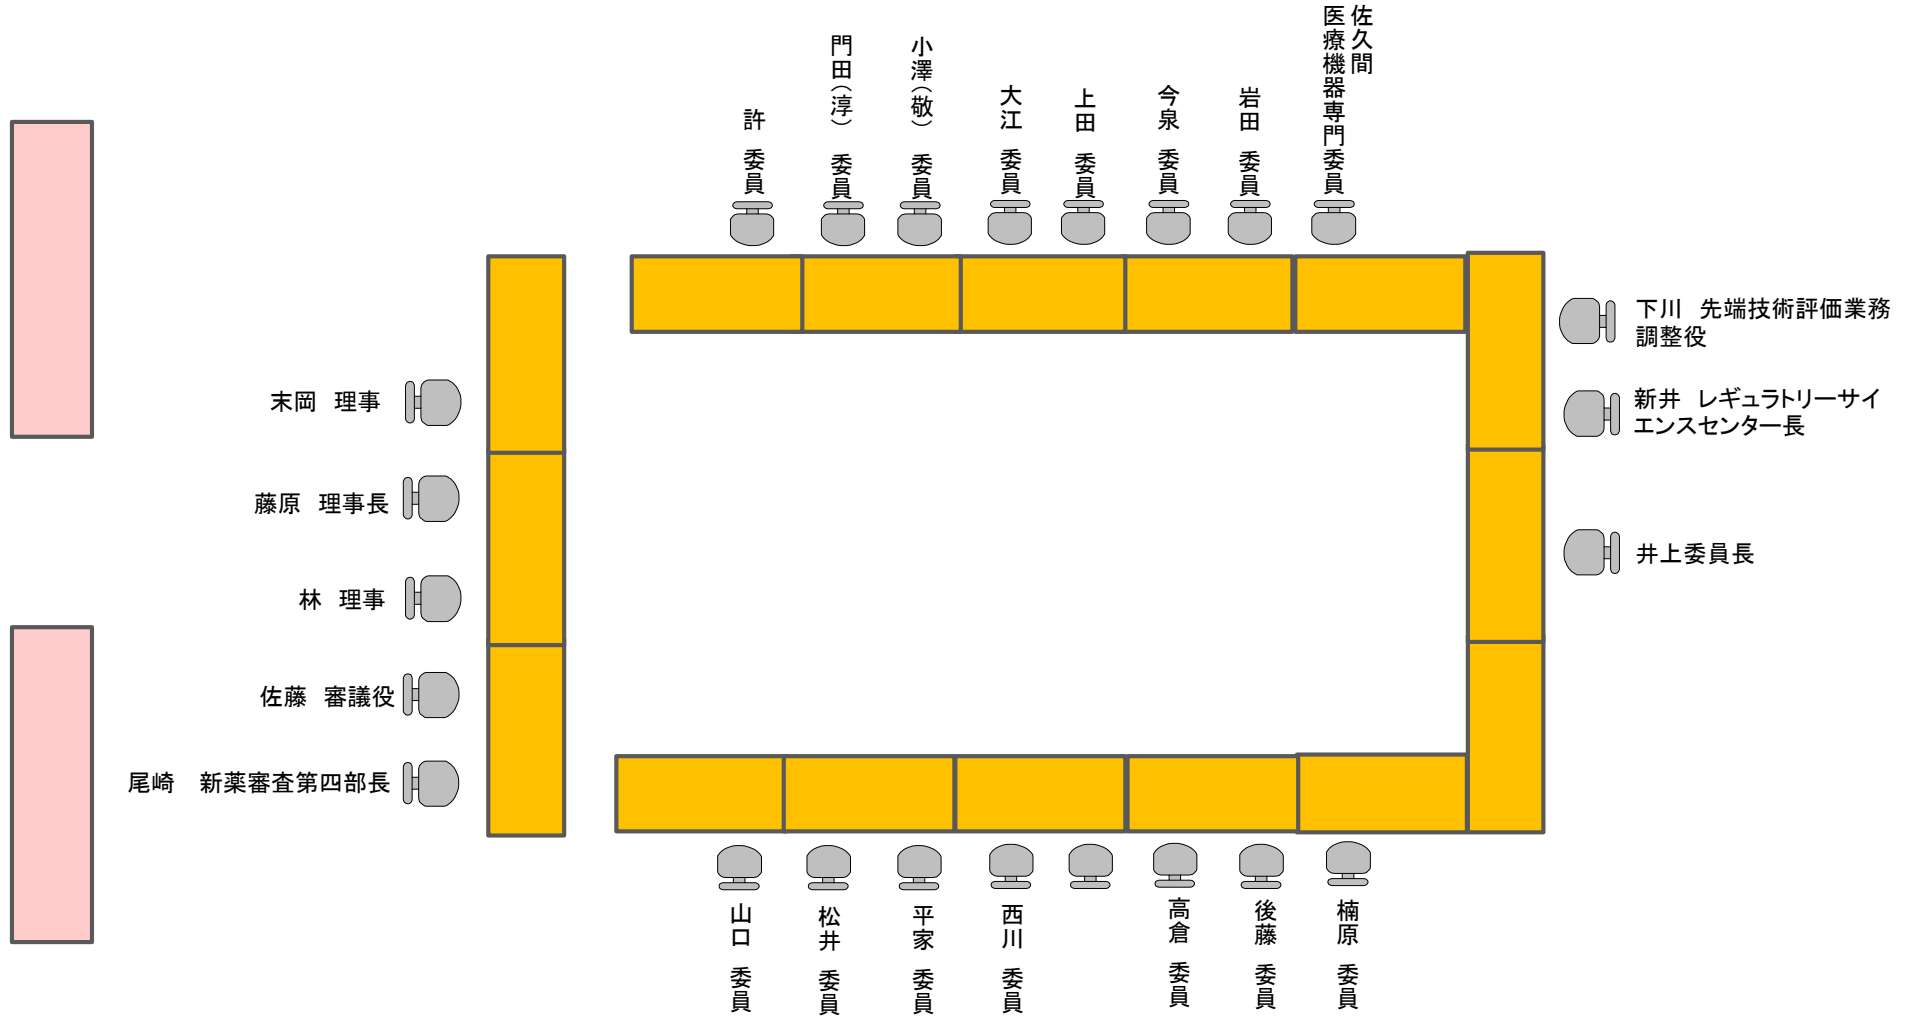 許　委員
門田（淳）　委員
小澤（敬）　委員
大江　委員
上田　委員
今泉　委員
岩田　委員
佐久間
医療機器専門委員
下川　先端技術評価業務
調整役
新井　レギュラトリーサイ
エンスセンター長
井上委員長
末岡　理事
藤原　理事長
林　理事
佐藤　審議役
尾崎　新薬審査第四部長
山口　委員
松井　委員
平家　委員
西川　委員
高倉　委員
後藤　委員
楠原　委員